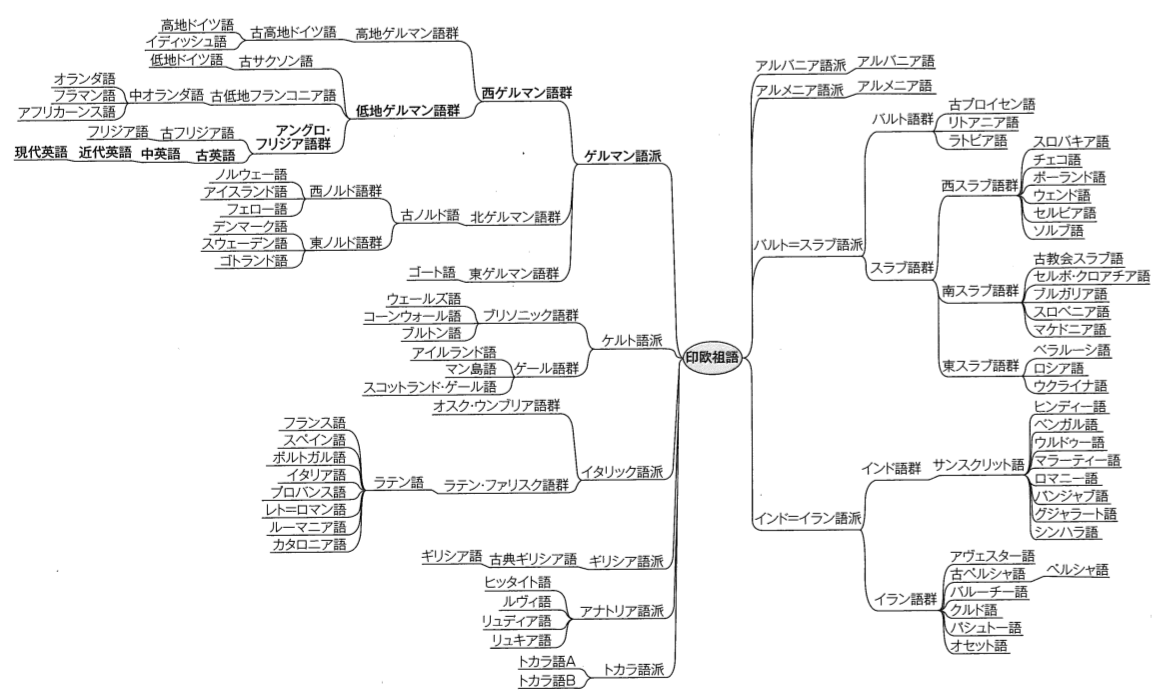 高地ドイツ語
イディッシュ語
古高地ドイツ語
高地ゲルマン語群
低地ドイツ語
古サクソン語
オランダ語
フラマン語
アフリカーンス語
中オランダ語
古低地フランコニア語
低地ゲルマン語群
西ゲルマン語群
フリジア語
古フリジア語
アングロ・
フリジア語群
現代英語
近代英語
中英語
古英語
ゲルマン語派
ノルウェー語
アイスランド語
フェロー語
西ノルド語群
デンマーク語
スウェーデン語
ゴトランド語
東ノルド語群
古ノルド語
北ゲルマン語群
ゴート語
東ゲルマン語群
ウェールズ語
コーンウォール語
ブルトン語
ブリソニック語群
アイルランド語
マン島語
スコットランド・ゲール語
ゲール語群
ケルト語派
オスク・ウンブリア語群
フランス語
スペイン語
ポルトガル語
イタリア語
プロバンス語
レト=ロマン語
ルーマニア語
カタロニア語
ラテン語
ラテン・ファリスク語群
イタリック語派
ギリシア語
古典ギリシア語
ギリシア語派
ヒッタイト語
ルヴィ語
リュディア語
リュキア語
アナトリア語派
トカラ語A
トカラ語B
トカラ語派
印欧祖語
アルバニア語派
アルバニア語
アルメニア語派
アルメニア語
バルト=スラブ語派
バルト語群
古プロイセン語
リトアニア語
ラトビア語
スラブ語群
西スラブ語群
スロバキア語
チェコ語
ポーランド語
ウェンド語
セルビア語
ソルブ語
南スラブ語群
古教会スラブ語
セルボ・クロアチア語
ブルガリア語
スロベニア語
マケドニア語
東スラブ語群
ベラルーシ語
ロシア語
ウクライナ語
インド=イラン語派
インド語群
サンスクリット語
ヒンディー語
ベンガル語
ウルドゥー語
マラーティー語
ロマニー語
パンジャブ語
グジャラート語
シンハラ語
イラン語群
アヴェスター語
古ペルシャ語
ペルシャ語
バルーチー語
クルド語
パシュトー語
オセット語